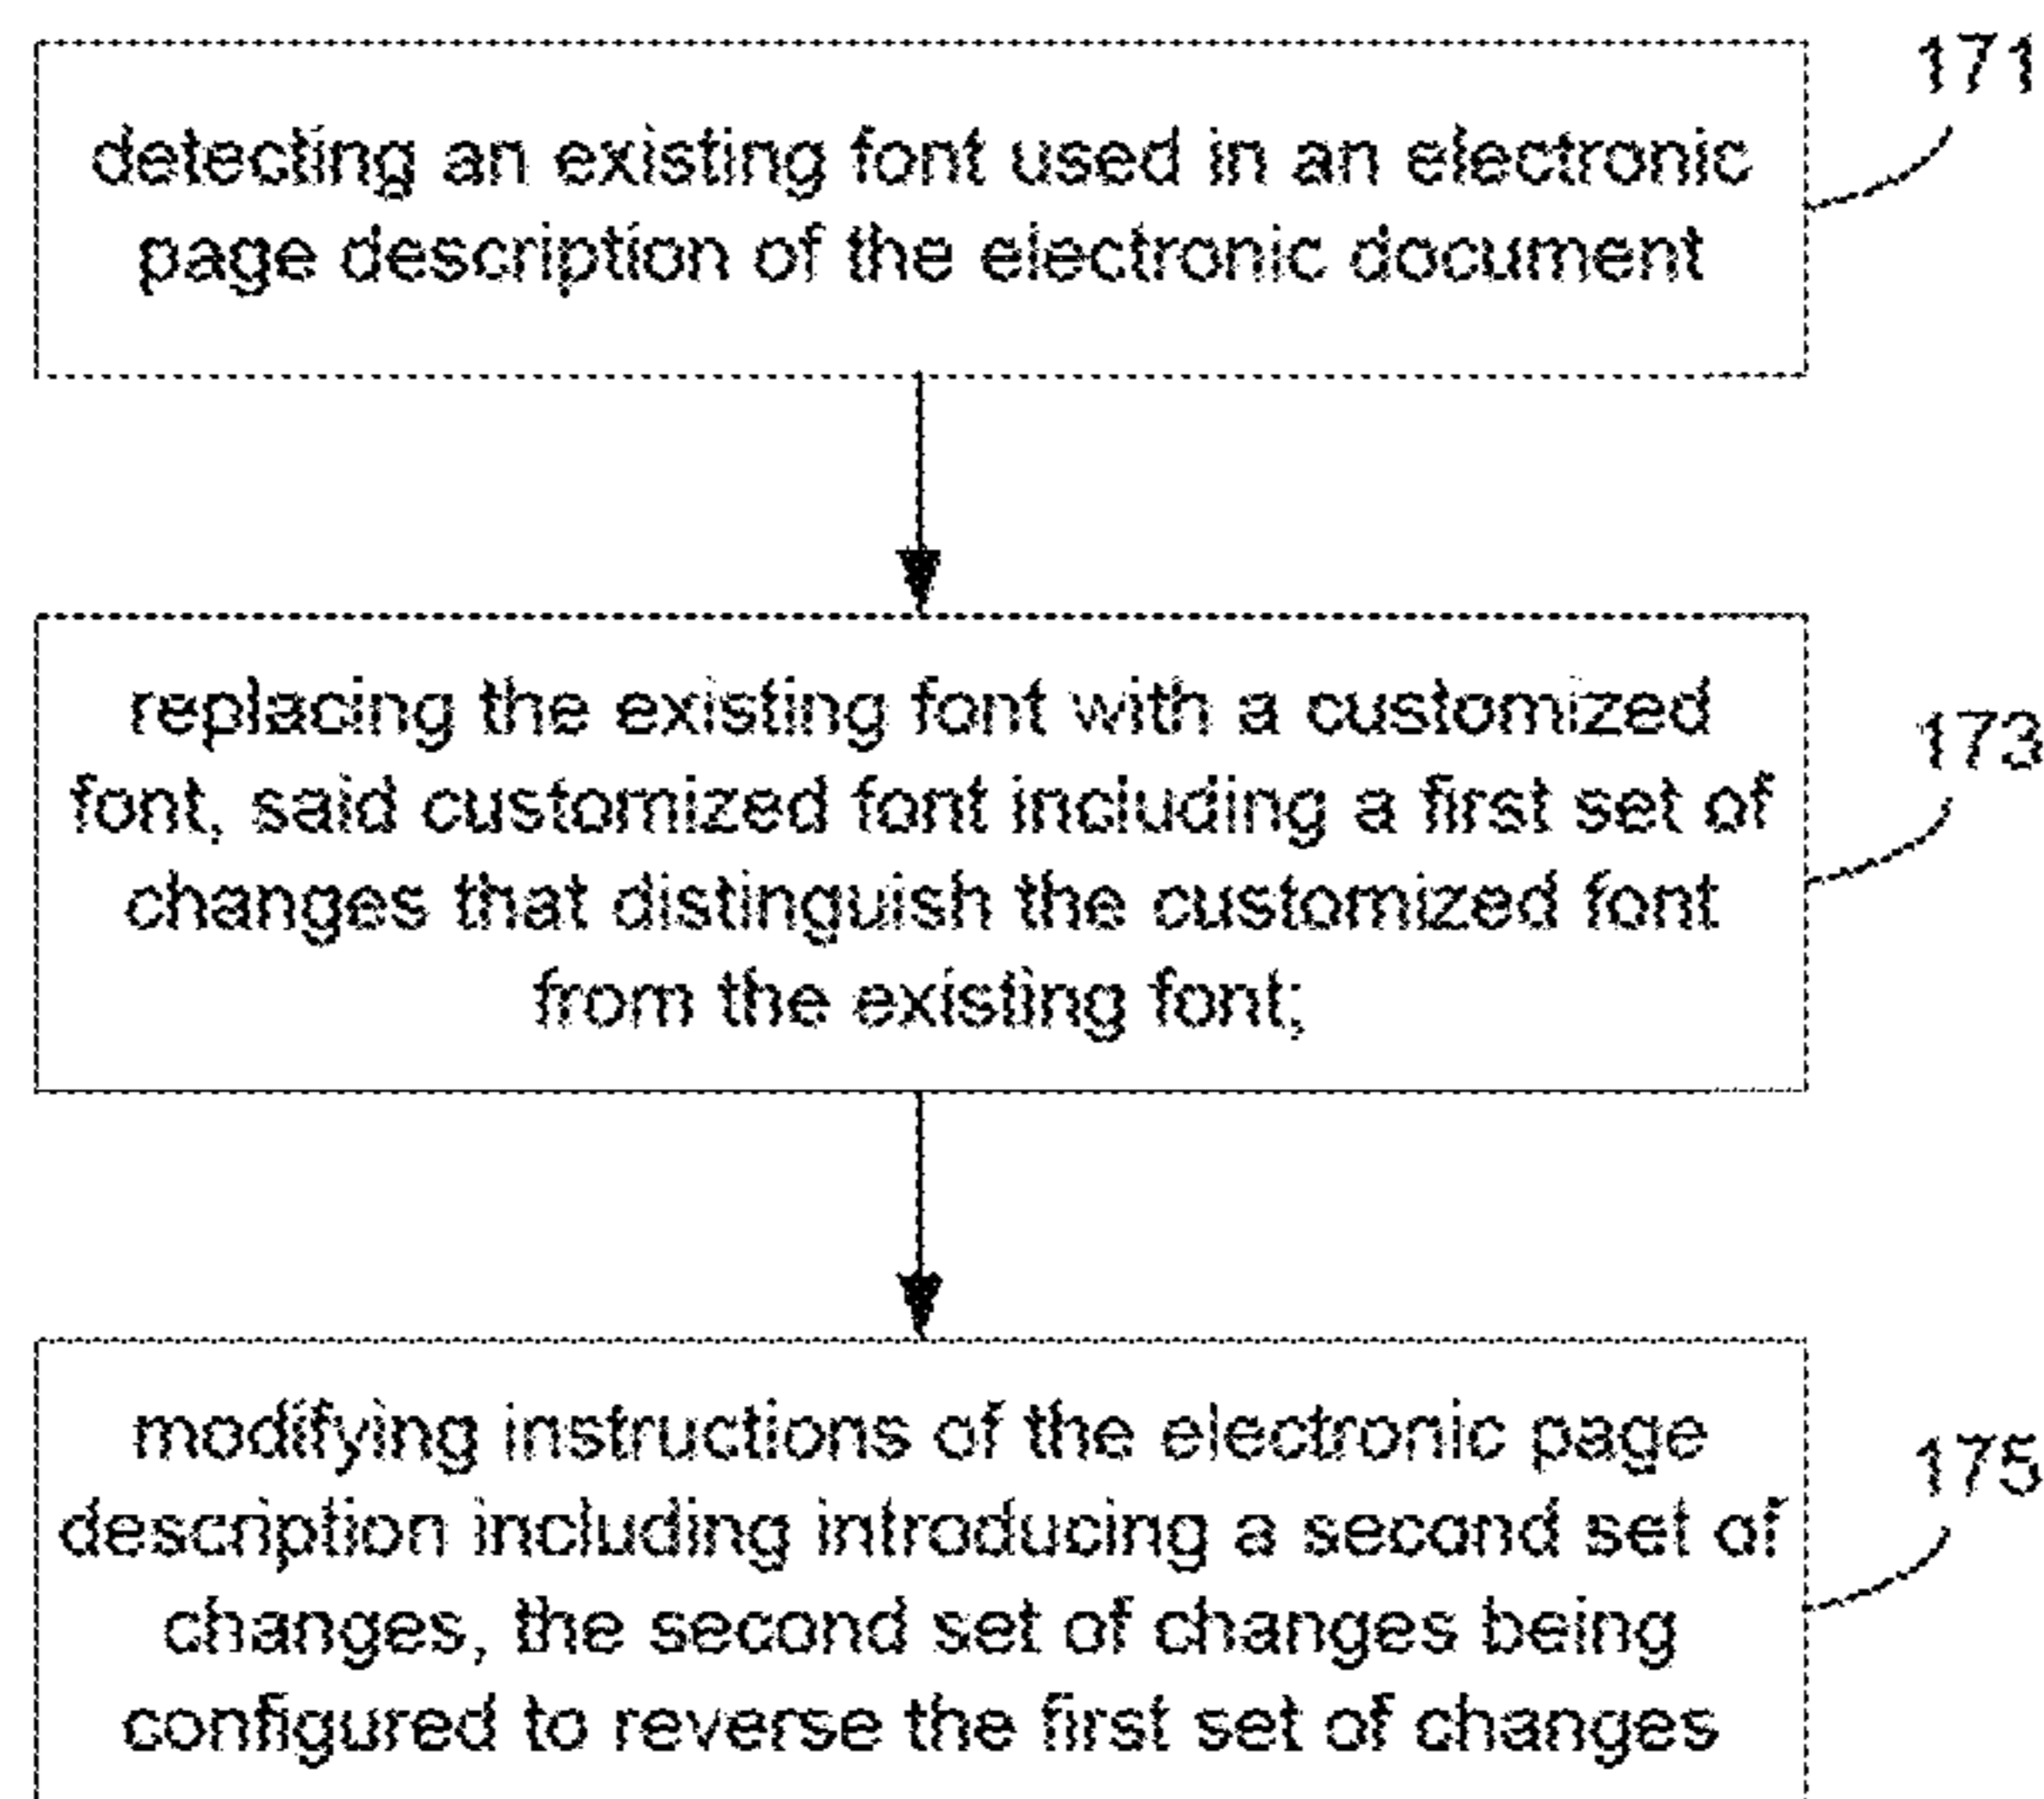 171
detecting an existing font used in an electronic
page description of the electronic document
replacing the existing font with a customized
173
font, said customized font including a first set of
changes that distinguish the customized font
from the existing font;
modifying instructions of the electronic page
175
description including introducing a second set of
changes, the second set of changes being
configured to reverse the first set of changes